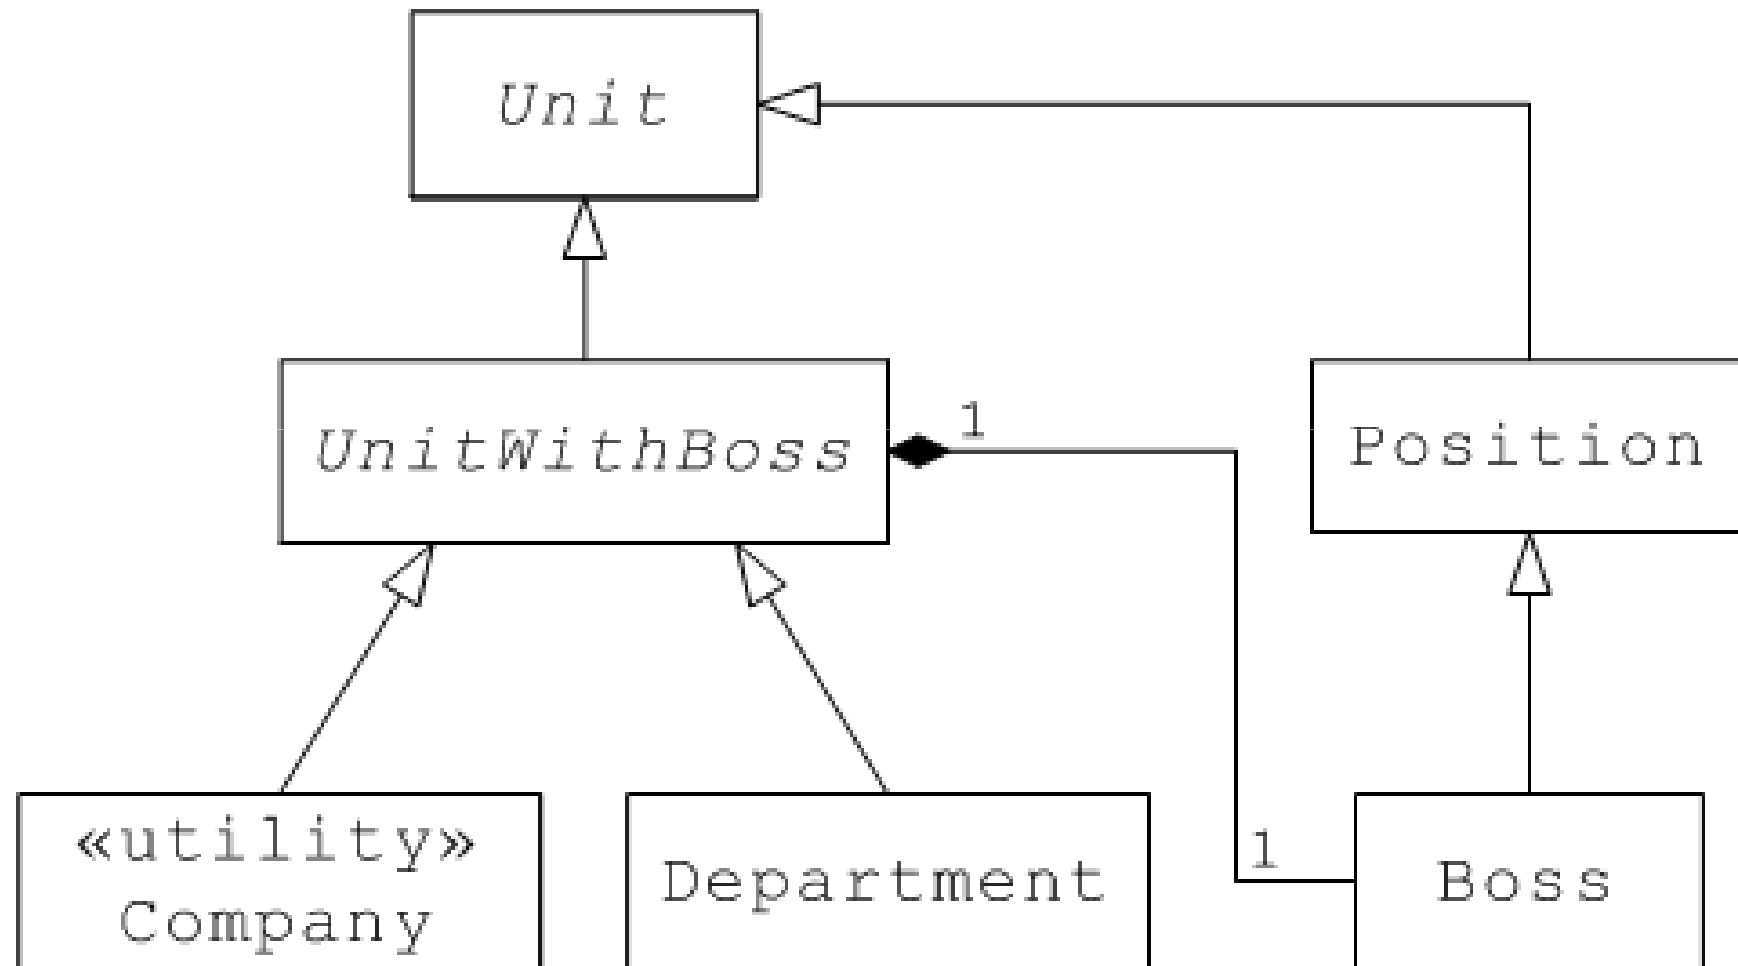 Unit
UnitWithBoss
1
Position
«utility»
Company
Department
1
Boss